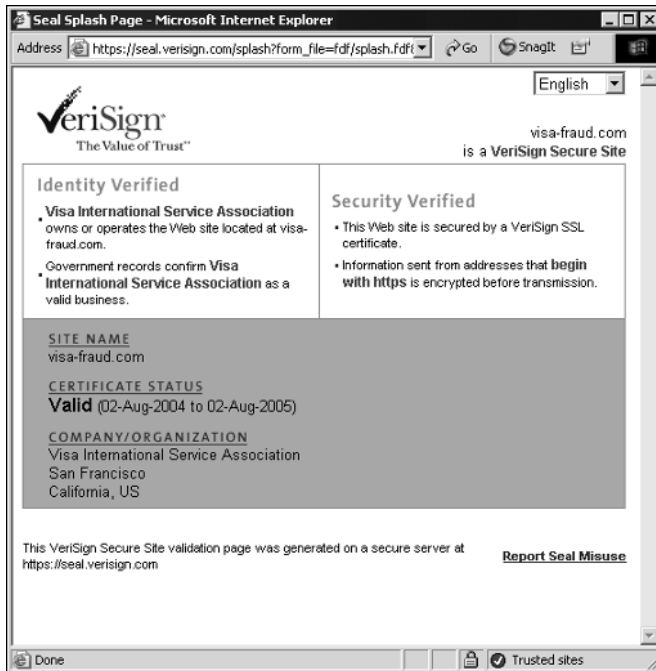 Seal Splash Page - Microsoft Internet Explorer
Address https://seal.verisign.com/splash?form_file=fdf/splash.fdf Go SnagIt
English
VeriSign
The Value of Trust™
visa-fraud.com
is a VeriSign Secure Site
Identity Verified
• Visa International Service Association
owns or operates the Web site located at visa-
fraud.com.
• Government records confirm Visa
International Service Association as a
valid business.
Security Verified
• This Web site is secured by a VeriSign SSL
certificate.
• Information sent from addresses that begin
with https is encrypted before transmission.
SITE NAME
visa-fraud.com
CERTIFICATE STATUS
Valid (02-Aug-2004 to 02-Aug-2005)
COMPANY/ORGANIZATION
Visa International Service Association
San Francisco
California, US
This VeriSign Secure Site validation page was generated on a secure server at
https://seal.verisign.com
Report Seal Misuse
Done
Trusted sites